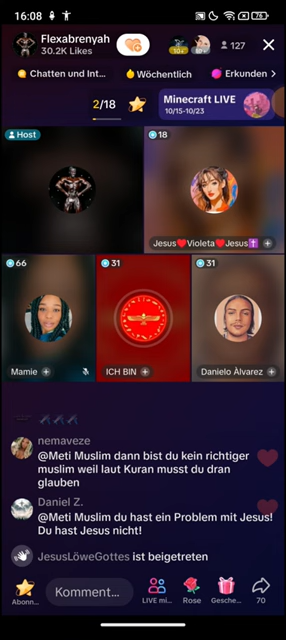 16:08
76
Flexabrenyah
30.2K Likes
10+
127
Chatten und Int...
Wöchentlich
Erkunden
2/18
Minecraft LIVE
10/15-10/23
Host
18
Jesus❤️Violeta❤️Jesus✝️
66
31
31
Mamie
ICH BIN
Danielo Àlvarez
nemaveze
@Meti Muslim dann bist du kein richtiger
muslim weil laut Kuran musst du dran
glauben
Daniel Z.
@Meti Muslim du hast ein Problem mit Jesus!
Du hast Jesus nicht!
JesusLöweGottes ist beigetreten
Abonn...
Komment...
LIVE mi...
Rose
Gesche...
70